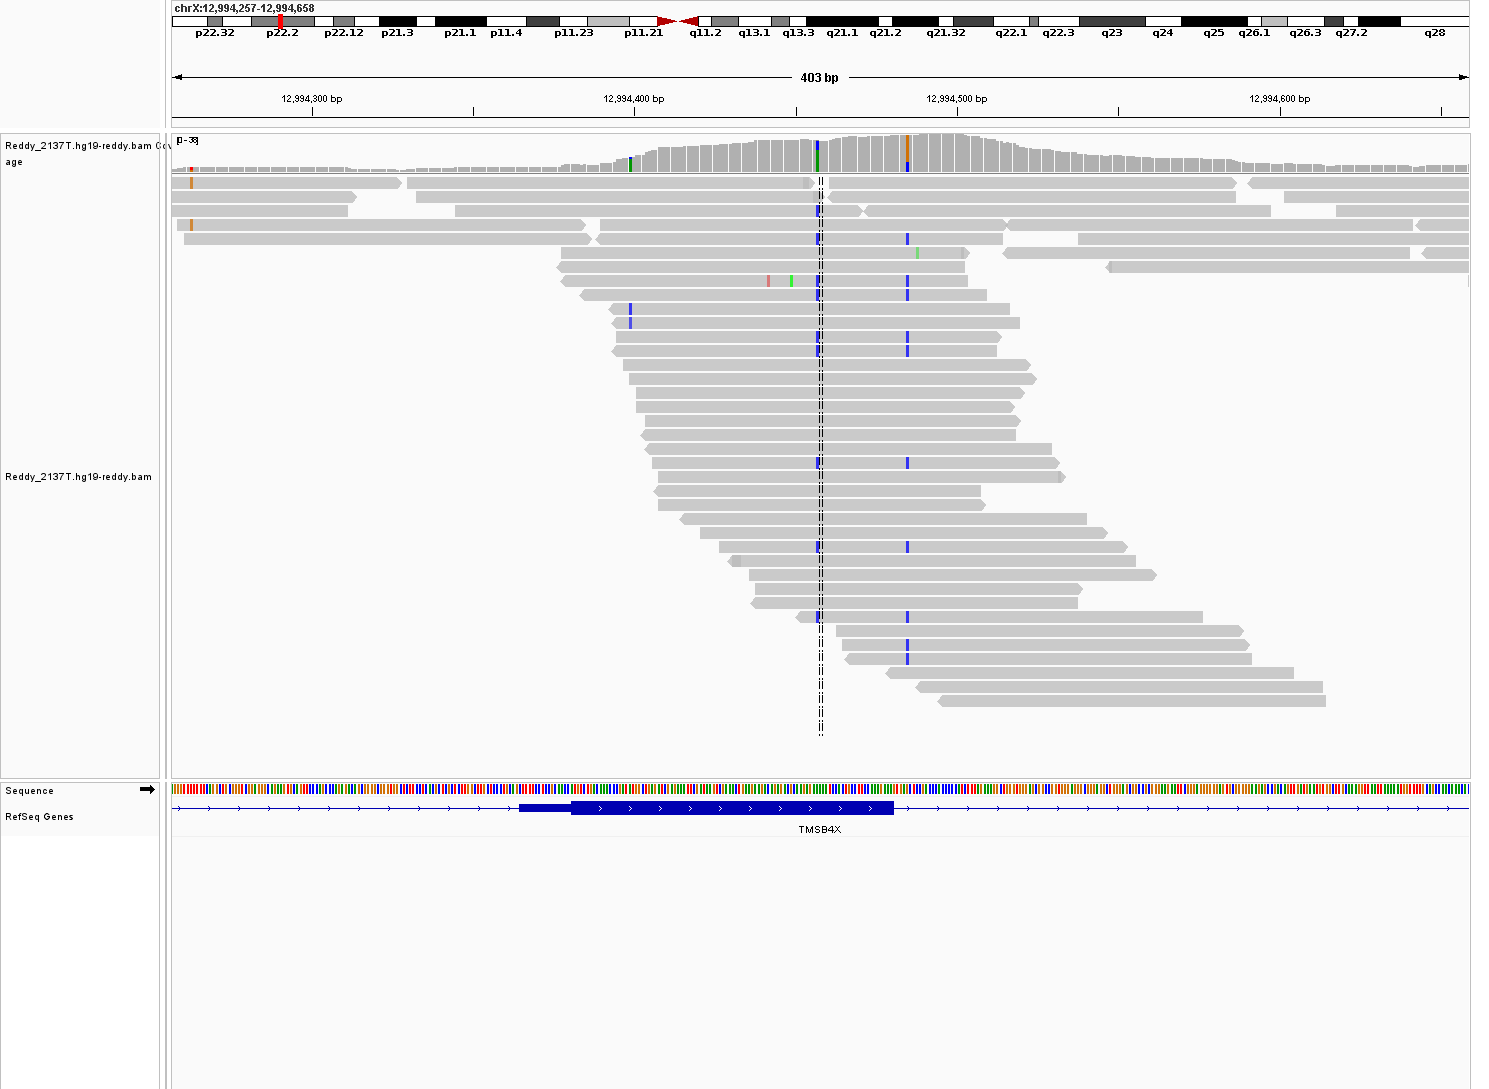 chrX:12,994,257-12,994,658
p22.32 p22.2 p22.12 p21.3 p21.1 p11.4 p11.23 p11.21 q11.2 q13.1 q13.3 q21.1 q21.2 q21.32 q22.1 q22.3 q23 q24 q25 q26.1 q26.3 q27.2 q28
403 bp
12,994,300 bp 12,994,400 bp 12,994,500 bp 12,994,600 bp
[0 - 38]
Reddy_2137T.hg19-reddy.bam Cov
age
Reddy_2137T.hg19-reddy.bam
Sequence
RefSeq Genes
TMSB4X